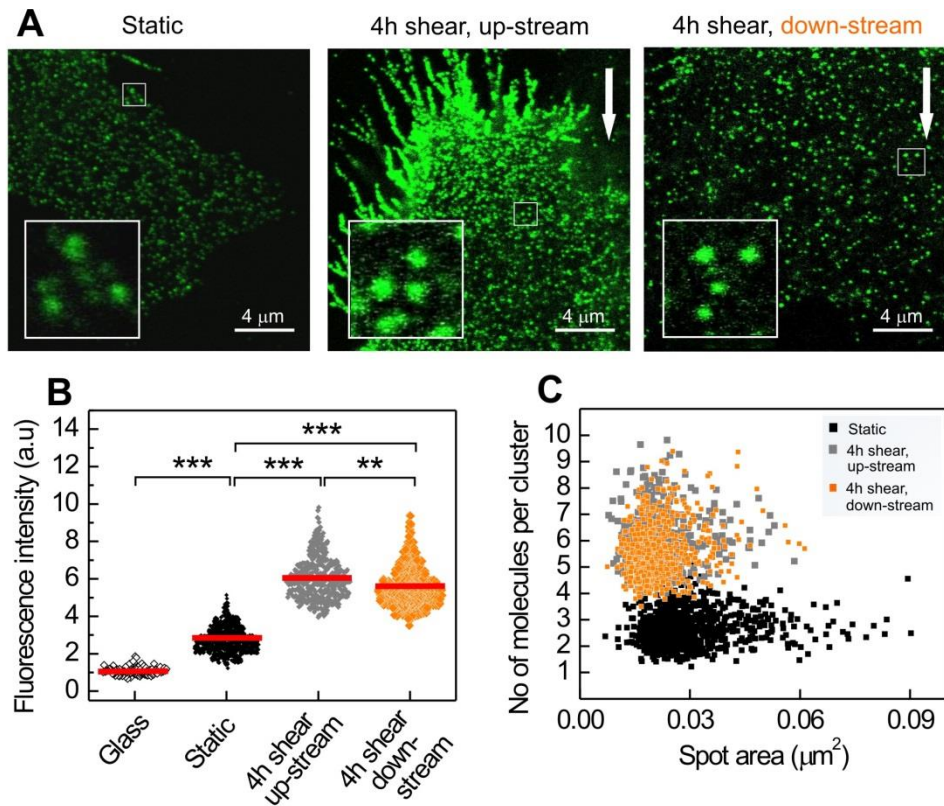 A
Static
4h shear, up-stream
4h shear, down-stream
4 μm
4 μm
4 μm
B
Fluorescence intensity (a.u)
14
12
10
8
6
4
2
0
***
***
***
**
Glass
Static
4h shear
up-stream
4h shear
down-
stream
C
No of molecules per cluster
10
9
8
7
6
5
4
3
2
1
Static
4h shear,
up-stream
4h shear,
down-stream
0.00
0.03
0.06
0.09
Spot area (μm²)